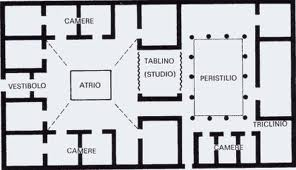 CAMERE
TABLINO
(STUDIO)
VESTIBOLO
ATRIO
PERISTILIO
TRICLINIO
CAMERE
CAMERE